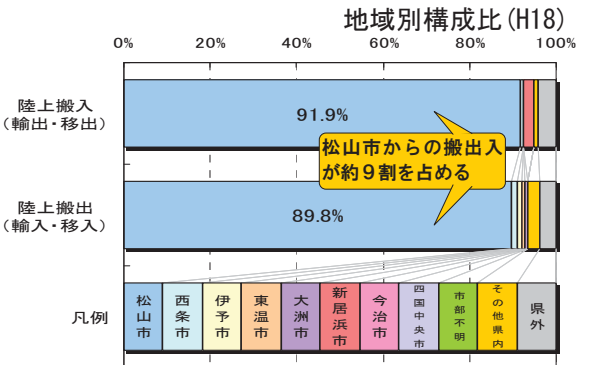 地域別構成比(H18)
0% 20% 40% 60% 80% 100%
陸上搬入
(輸出・移出)
91.9%
松山市からの搬出入
が約9割を占める
陸上搬出
(輸入・移入)
89.8%
凡例
松山市
西条市
伊予市
東温市
大洲市
新居浜市
今治市
四国中央市
市部不明
その他県内
県外